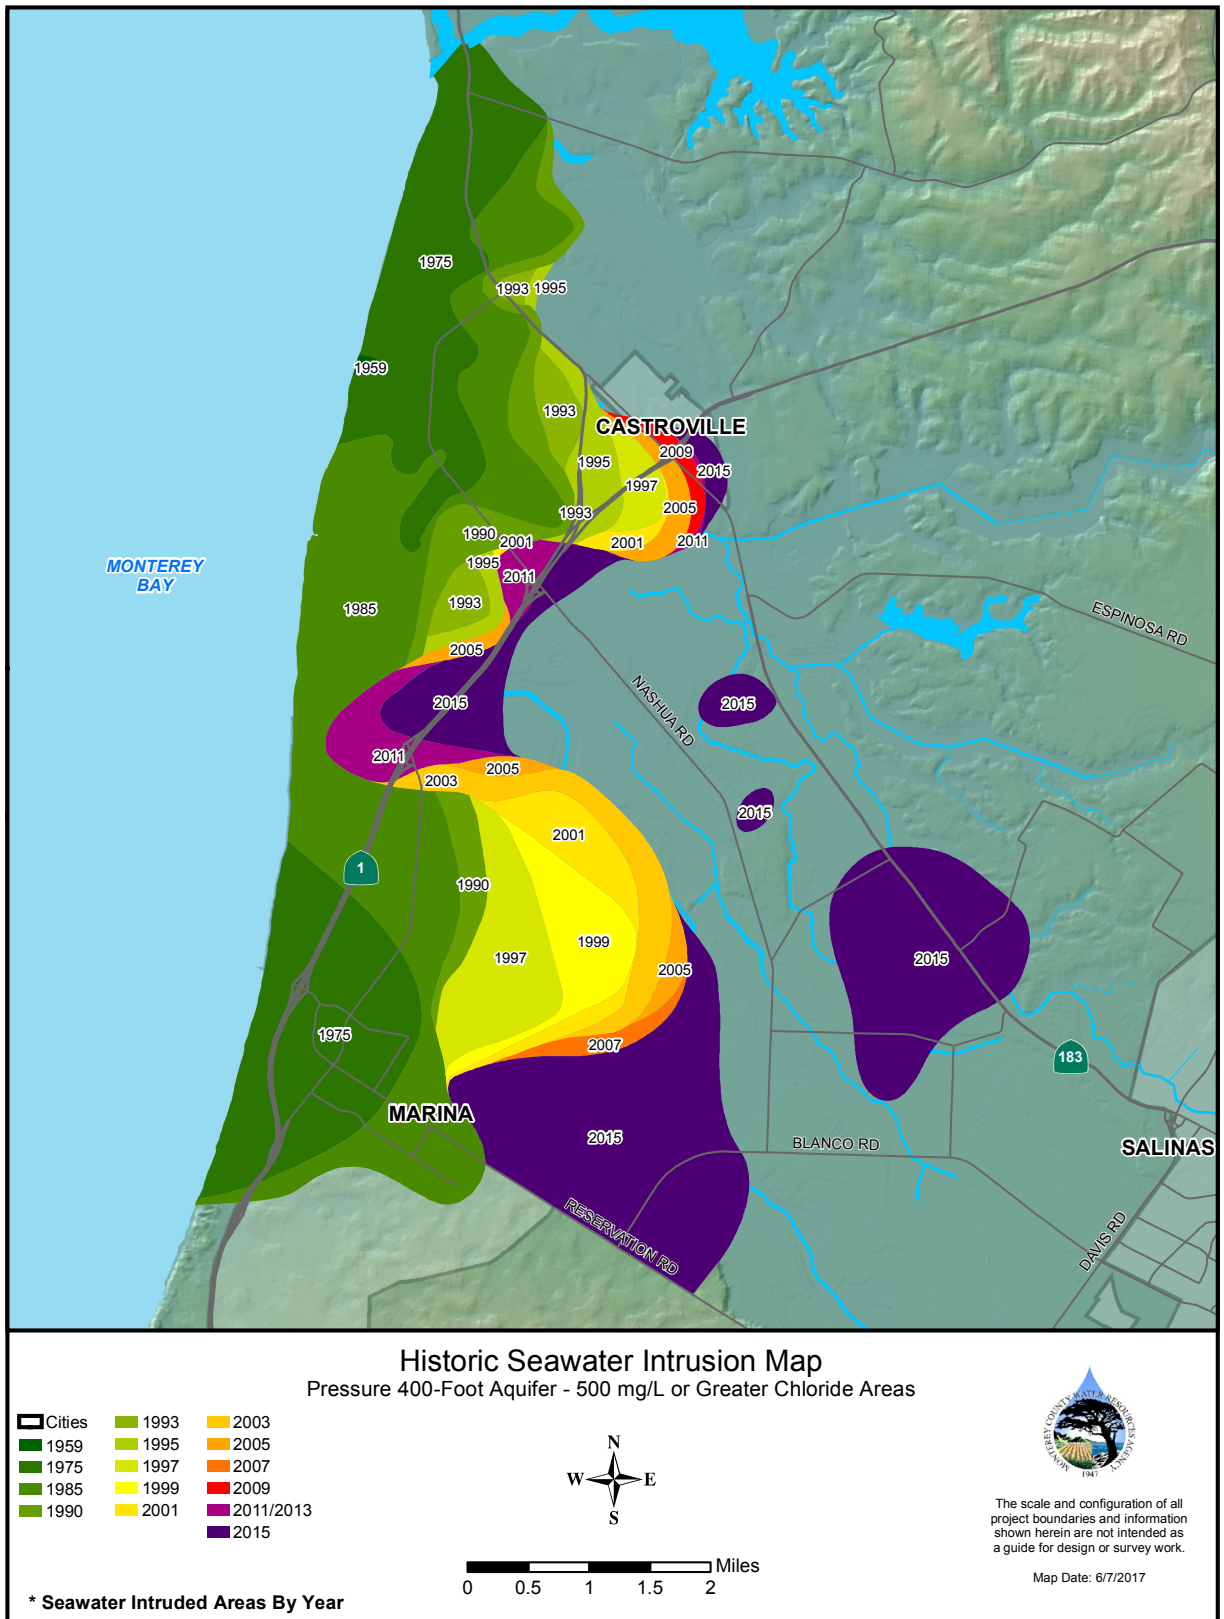 1975
1993
1995
1959
1993
CASTROVILLE
2009
1995
2015
1997
2005
1993
1990
2001
2001
2011
1995
2011
MONTEREY
BAY
1993
1985
ESPINOSA RD
2005
NASHUA RD
2015
2015
2011
2005
2003
2015
2001
1
1990
1999
1997
2015
2005
1975
2007
183
MARINA
2015
BLANCO RD
SALINAS
RESERVATION RD
DAVIS RD
Historic Seawater Intrusion Map
Pressure 400-Foot Aquifer - 500 mg/L or Greater Chloride Areas
Cities
1959
1975
1985
1990
1993
1995
1997
1999
2001
2003
2005
2007
2009
2011/2013
2015
N
W E
S
Miles
0 0.5 1 1.5 2
* Seawater Intruded Areas By Year
MONTEREY COUNTY WATER RESOURCES AGENCY
1947
The scale and configuration of all
project boundaries and information
shown herein are not intended as
a guide for design or survey work.
Map Date: 6/7/2017